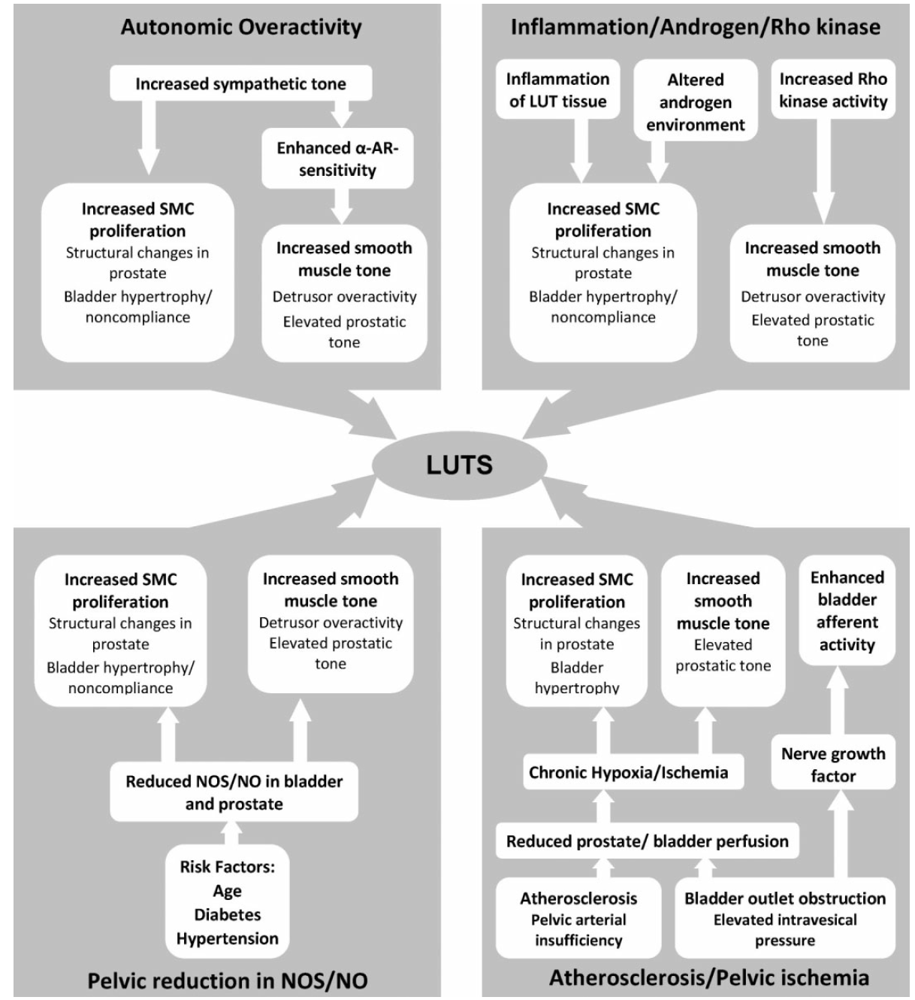 Autonomic Overactivity
Increased sympathetic tone
Enhanced α-AR-
sensitivity
Increased SMC
proliferation
Structural changes in
prostate
Bladder hypertrophy/
noncompliance
Increased smooth
muscle tone
Detrusor overactivity
Elevated prostatic
tone
Inflammation/Androgen/Rho kinase
Inflammation
of LUT tissue
Altered
androgen
environment
Increased Rho
kinase activity
Increased SMC
proliferation
Structural changes in
prostate
Bladder hypertrophy/
noncompliance
Increased smooth
muscle tone
Detrusor overactivity
Elevated prostatic
tone
LUTS
Increased SMC
proliferation
Structural changes in
prostate
Bladder hypertrophy/
noncompliance
Increased smooth
muscle tone
Detrusor overactivity
Elevated prostatic
tone
Reduced NOS/NO in bladder
and prostate
Risk Factors:
Age
Diabetes
Hypertension
Pelvic reduction in NOS/NO
Increased SMC
proliferation
Structural changes
in prostate
Bladder
hypertrophy
Increased
smooth
muscle tone
Elevated
prostatic tone
Enhanced
bladder
afferent
activity
Chronic Hypoxia/Ischemia
Nerve growth
factor
Reduced prostate/ bladder perfusion
Atherosclerosis
Pelvic arterial
insufficiency
Bladder outlet obstruction
Elevated intravesical
pressure
Atherosclerosis/Pelvic ischemia